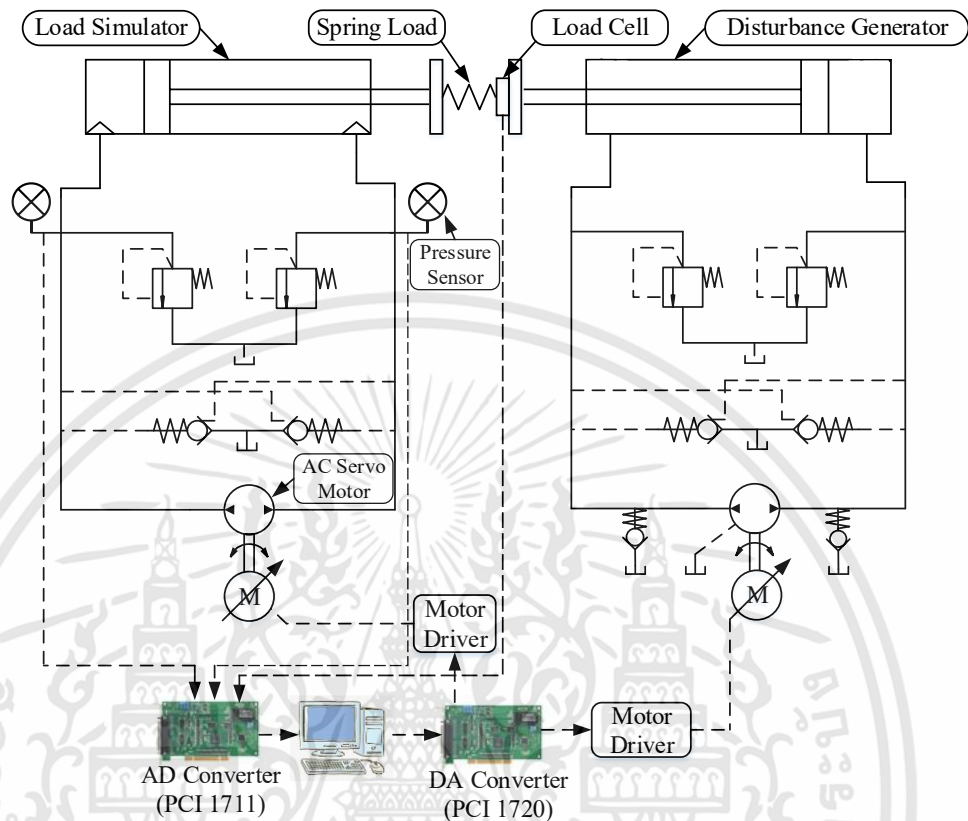 Load Simulator
Spring Load
Load Cell
Disturbance Generator
Pressure
Sensor
AC Servo
Motor
M
Motor
Driver
M
Motor
Driver
AD Converter
(PCI 1711)
DA Converter
(PCI 1720)